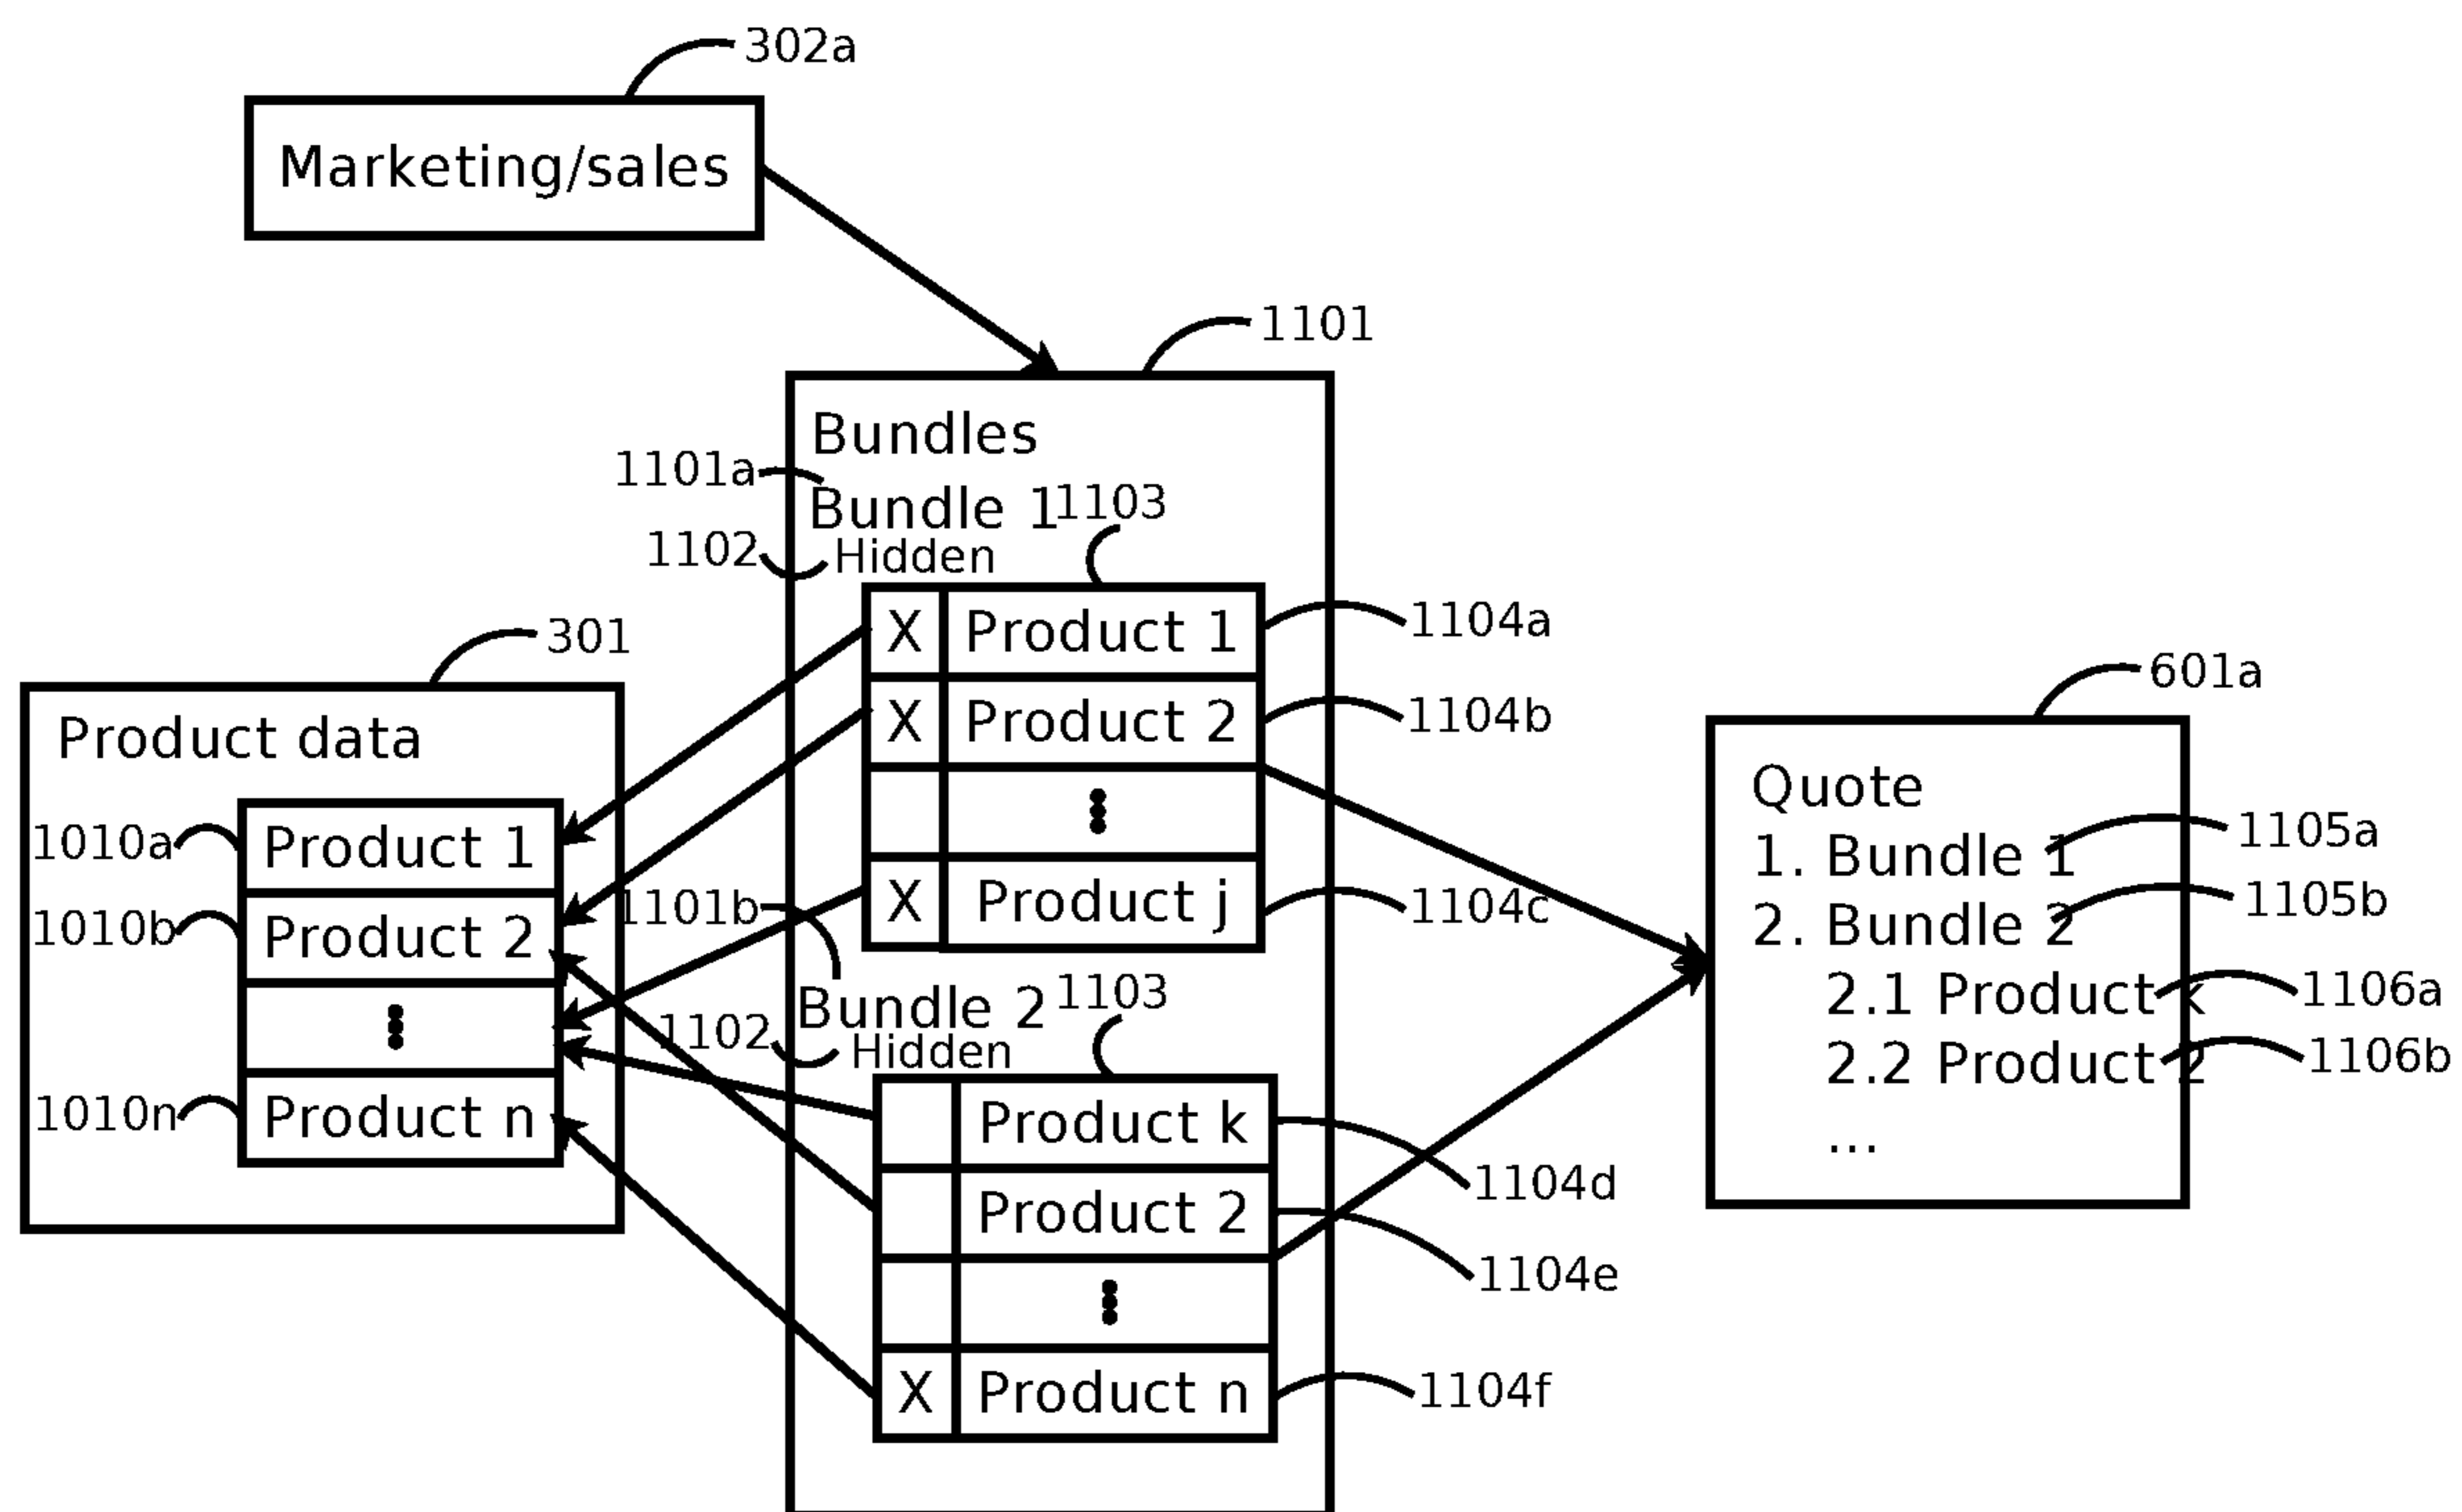 302a
Marketing/sales
1101
Bundles
1101a
Bundle 1
1103
1102
Hidden
X Product 1
1104a
X Product 2
1104b
X Product j
1104c
1101b
Bundle 2
1103
1102
Hidden
Product k
1104d
Product 2
1104e
X Product n
1104f
301
Product data
1010a
Product 1
1010b
Product 2
1010n
Product n
601a
Quote
1. Bundle 1
1105a
2. Bundle 2
1105b
2.1 Product k
1106a
2.2 Product 2
1106b
...